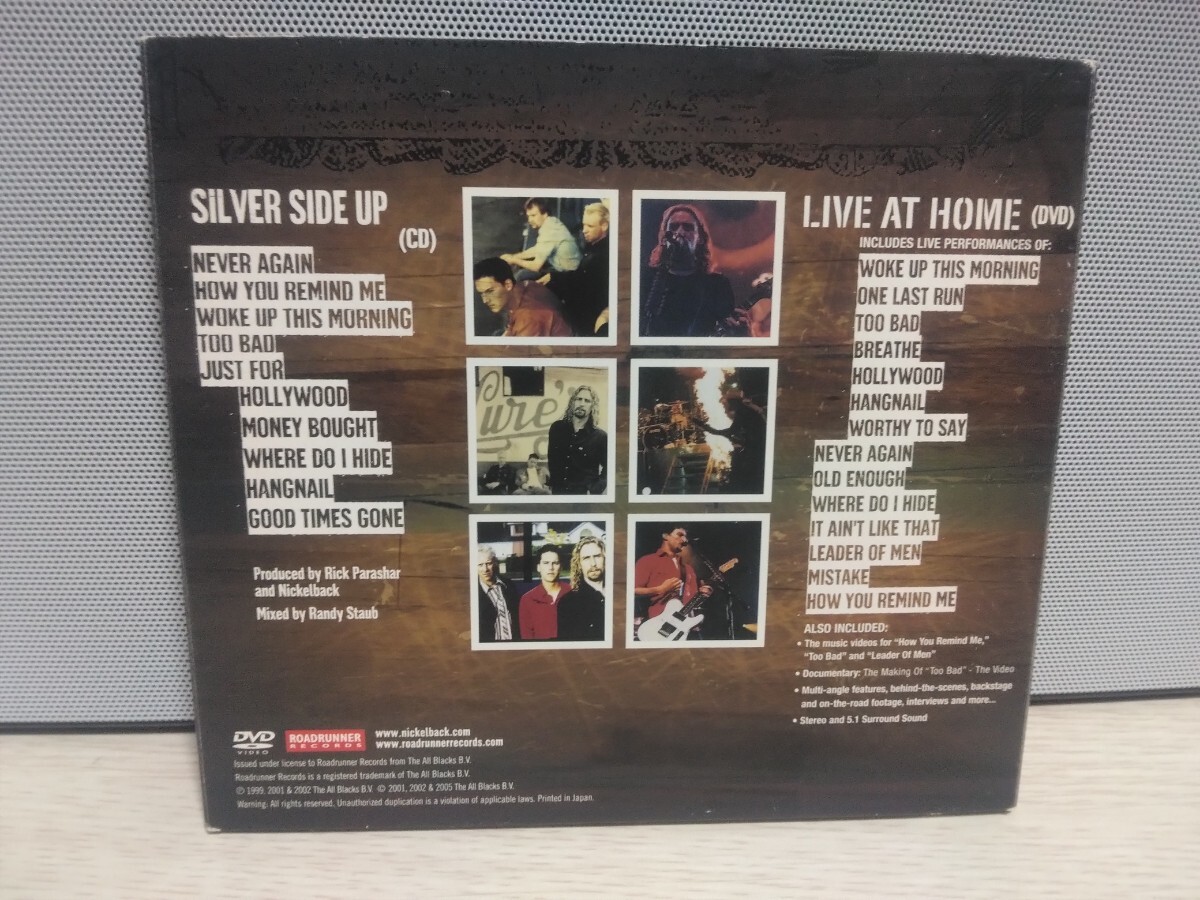 SILVER SIDE UP
(CD)
NEVER AGAIN
HOW YOU REMIND ME
WOKE UP THIS MORNING
TOO BAD
JUST FOR
HOLLYWOOD
MONEY BOUGHT
WHERE DO I HIDE
HANGNAIL
GOOD TIMES GONE
Produced by Rick Parashar
and Nickelback
Mixed by Randy Staub
ure's
LIVE AT HOME (DVD)
INCLUDES LIVE PERFORMANCES OF:
WOKE UP THIS MORNING
ONE LAST RUN
TOO BAD
BREATHE
HOLLYWOOD
HANGNAIL
WORTHY TO SAY
NEVER AGAIN
OLD ENOUGH
WHERE DO I HIDE
IT AIN'T LIKE THAT
LEADER OF MEN
MISTAKE
HOW YOU REMIND ME
ALSO INCLUDED:
• The music videos for "How You Remind Me,"
"Too Bad" and "Leader Of Men"
• Documentary: The Making Of "Too Bad" - The Video
• Multi-angle features, behind-the-scenes, backstage
and on-the-road footage, interviews and more...
• Stereo and 5.1 Surround Sound
DVD
VIDEO
ROADRUNNER
RECORDS
www.nickelback.com
www.roadrunnerrecords.com
Issued under license to Roadrunner Records from The All Blacks B.V.
Roadrunner Records is a registered trademark of The All Blacks B.V.
℗ 1999, 2001 & 2002 The All Blacks B.V. © 2001, 2002 & 2005 The All Blacks B.V.
Warning: All rights reserved. Unauthorized duplication is a violation of applicable laws. Printed in Japan.